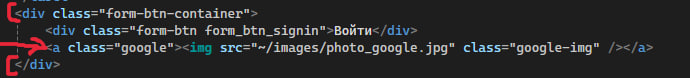 <div class="form-btn-container">
<div class="form-btn form_btn_signin">Войти</div>
<a class="google"><img src="~/images/photo_google.jpg" class="google-img" /></a>
</div>